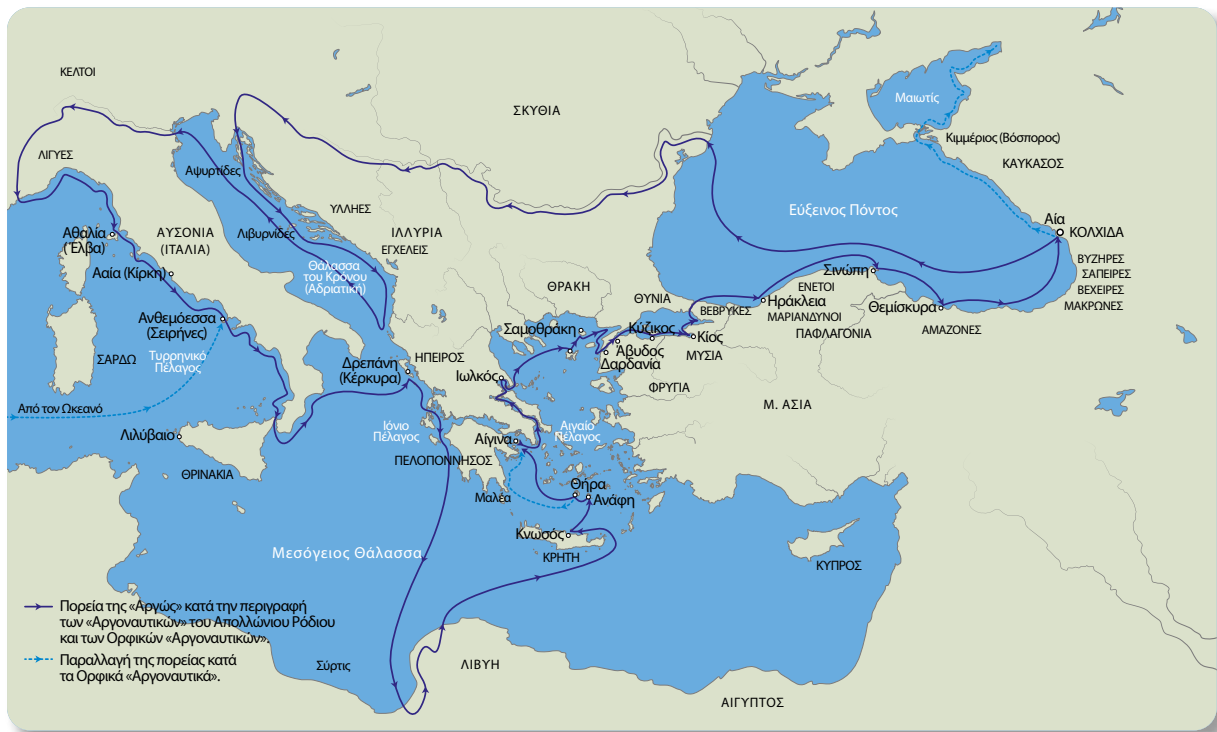 ΚΕΛΤΟΙ
ΣΚΥΘΙΑ
Μαιωτίς
Κιμμέριος (Βόσπορος)
ΚΑΥΚΑΣΟΣ
ΛΙΓΥΕΣ
Αψυρτίδες
ΥΛΛΗΕΣ
Εύξεινος Πόντος
Αία
ΚΟΛΧΙΔΑ
Αθαλία
(Έλβα)
ΑΥΣΟΝΙΑ
(ΙΤΑΛΙΑ)
Λιβυρνίδες
ΙΛΛΥΡΙΑ
ΕΓΧΕΛΕΙΣ
ΒΥΖΗΡΕΣ
ΣΑΠΕΙΡΕΣ
ΒΕΧΕΙΡΕΣ
ΜΑΚΡΩΝΕΣ
Ααία (Κίρκη)
Θάλασσα
του Κρόνου
(Αδριατική)
Σινώπη
ΕΝΕΤΟΙ
ΘΡΑΚΗ
ΘΥΝΙΑ
ΒΕΒΡΥΚΕΣ
Ηράκλεια
ΜΑΡΙΑΝΔΥΝΟΙ
ΠΑΦΛΑΓΟΝΙΑ
Θεμίσκυρα
ΑΜΑΖΟΝΕΣ
Ανθεμόεσσα
(Σειρήνες)
Σαμοθράκη
Κύζικος
Κίος
ΜΥΣΙΑ
Άβυδος
Δαρδανία
ΣΑΡΔΩ
Τυρρηνικό
Πέλαγος
Δρεπάνη
(Κέρκυρα)
ΗΠΕΙΡΟΣ
Ιωλκός
ΦΡΥΓΙΑ
Μ. ΑΣΙΑ
Από τον Ωκεανό
Λιλύβαιο
Ιόνιο
Πέλαγος
Αίγινα
Αιγαίο
Πέλαγος
ΘΡΙΝΑΚΙΑ
ΠΕΛΟΠΟΝΝΗΣΟΣ
Μαλέα
Θήρα
Ανάφη
Κνωσός
ΚΡΗΤΗ
ΚΥΠΡΟΣ
Μεσόγειος Θάλασσα
Πορεία της «Αργώς» κατά την περιγραφή
των «Αργοναυτικών» του Απολλώνιου Ρόδιου
και των Ορφικών «Αργοναυτικών».
Παραλλαγή της πορείας κατά
τα Ορφικά «Αργοναυτικά».
Σύρτις
ΛΙΒΥΗ
ΑΙΓΥΠΤΟΣ